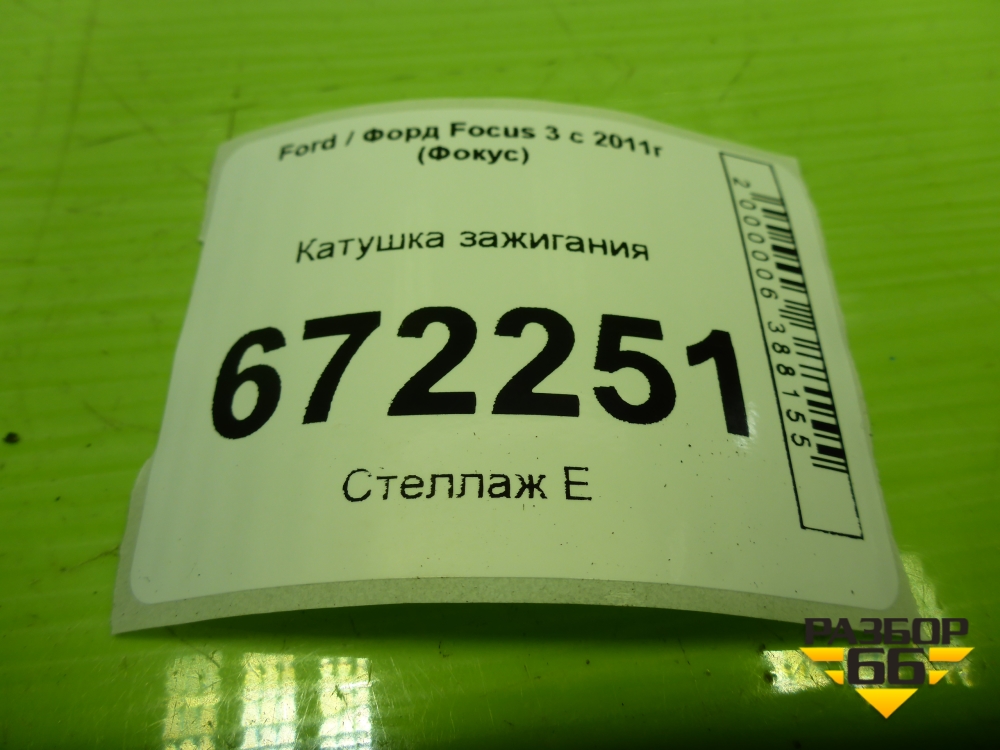 Ford / Форд Focus 3 с 2011г
(Фокус)
Катушка зажигания
672251
Стеллаж Е
2000006388155
РАЗБОР
66